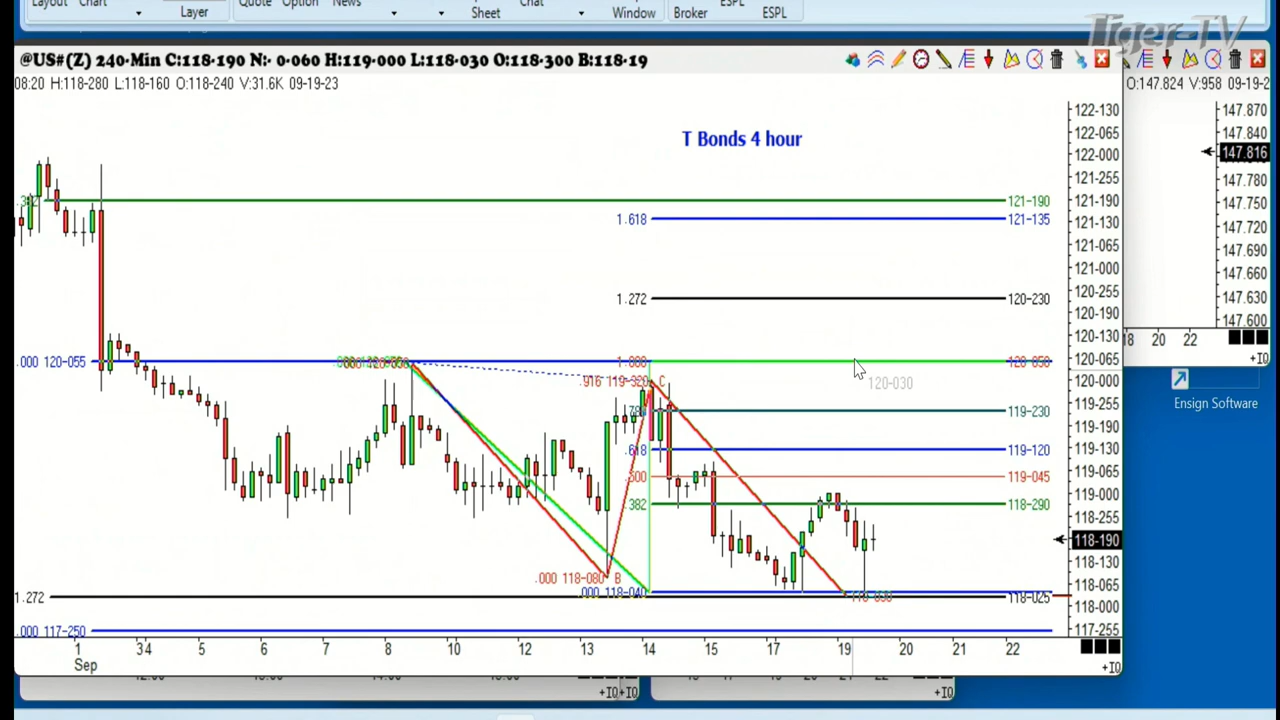 Layout Chart Quote Option News Chat ESPL
Layer Sheet Window Broker ESPL
Tiger-TV
@US#(Z) 240-Min C:118-190 N:- 0-060 H:119-000 L:118-030 O:118-300 B:118-19
08:20 H:118-280 L:118-160 O:118-240 V:31.6K 09-19-23
O:147.824 V:958 09-19-2
T Bonds 4 hour
122-130
122-065
122-000
121-255
121-190
121-130
121-065
121-000
120-255
120-190
120-130
120-065
120-000
119-255
119-190
119-130
119-065
119-000
118-255
118-190
118-130
118-065
118-000
117-255
147.870
147.840
147.816
147.780
147.750
147.720
147.690
147.660
147.630
147.600
121-190
1.618 121-135
1.272 120-230
.000 120-055
1.000 120-050
120-030
.916 119-320 C
119-230
.618 119-120
119-045
.382 118-290
.000 118-080 B
.000 118-040
1.272 118-025
.000 117-250
1 5 6 7 8 10 12 13 14 15 17 19 20 21 22
Sep
+IO
18 20 22
+IO
Ensign Software
+IO
+IO